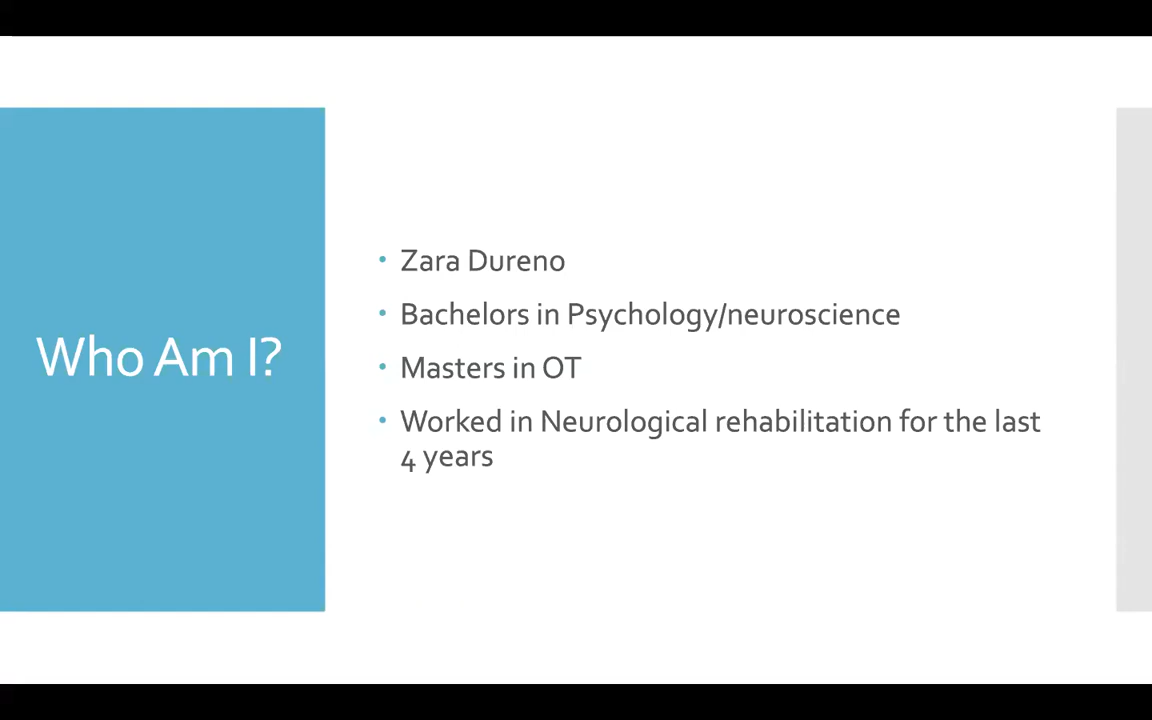 Who Am I?
• Zara Dureno
• Bachelors in Psychology/neuroscience
• Masters in OT
• Worked in Neurological rehabilitation for the last
4 years